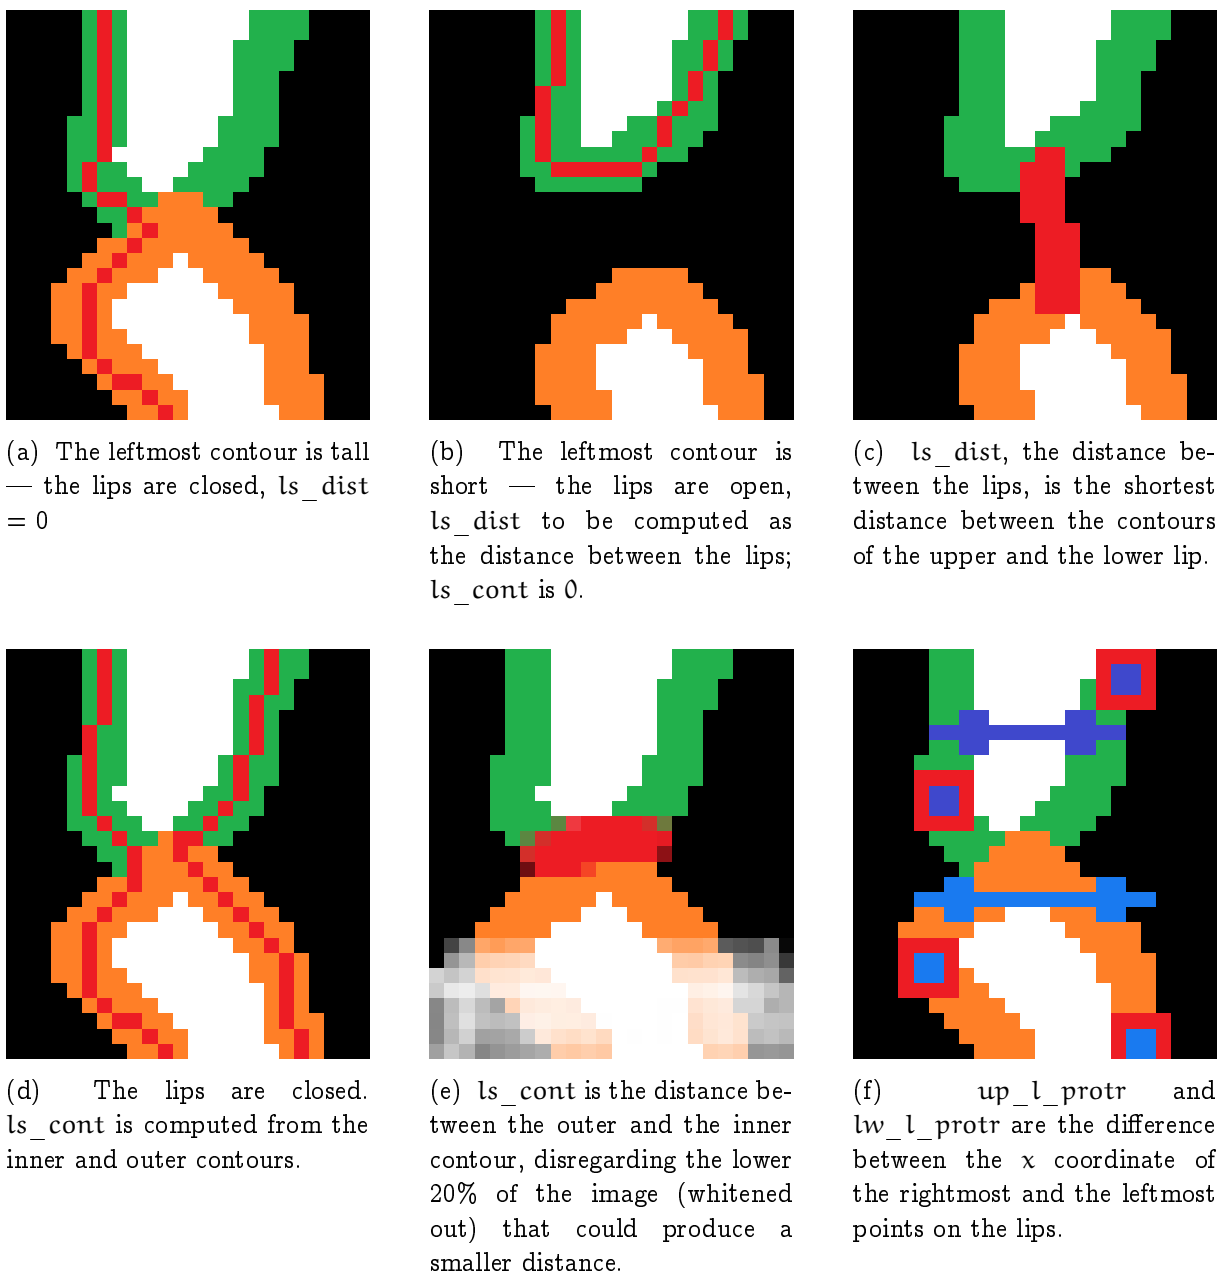 (a) The leftmost contour is tall
— the lips are closed, ls_dist
= 0
(b) The leftmost contour is
short — the lips are open,
ls_dist to be computed as
the distance between the lips;
ls_cont is 0.
(c) ls_dist, the distance be-
tween the lips, is the shortest
distance between the contours
of the upper and the lower lip.
(d) The lips are closed.
ls_cont is computed from the
inner and outer contours.
(e) ls_cont is the distance be-
tween the outer and the inner
contour, disregarding the lower
20% of the image (whitened
out) that could produce a
smaller distance.
(f) up_l_protr and
lw_l_protr are the difference
between the x coordinate of
the rightmost and the leftmost
points on the lips.